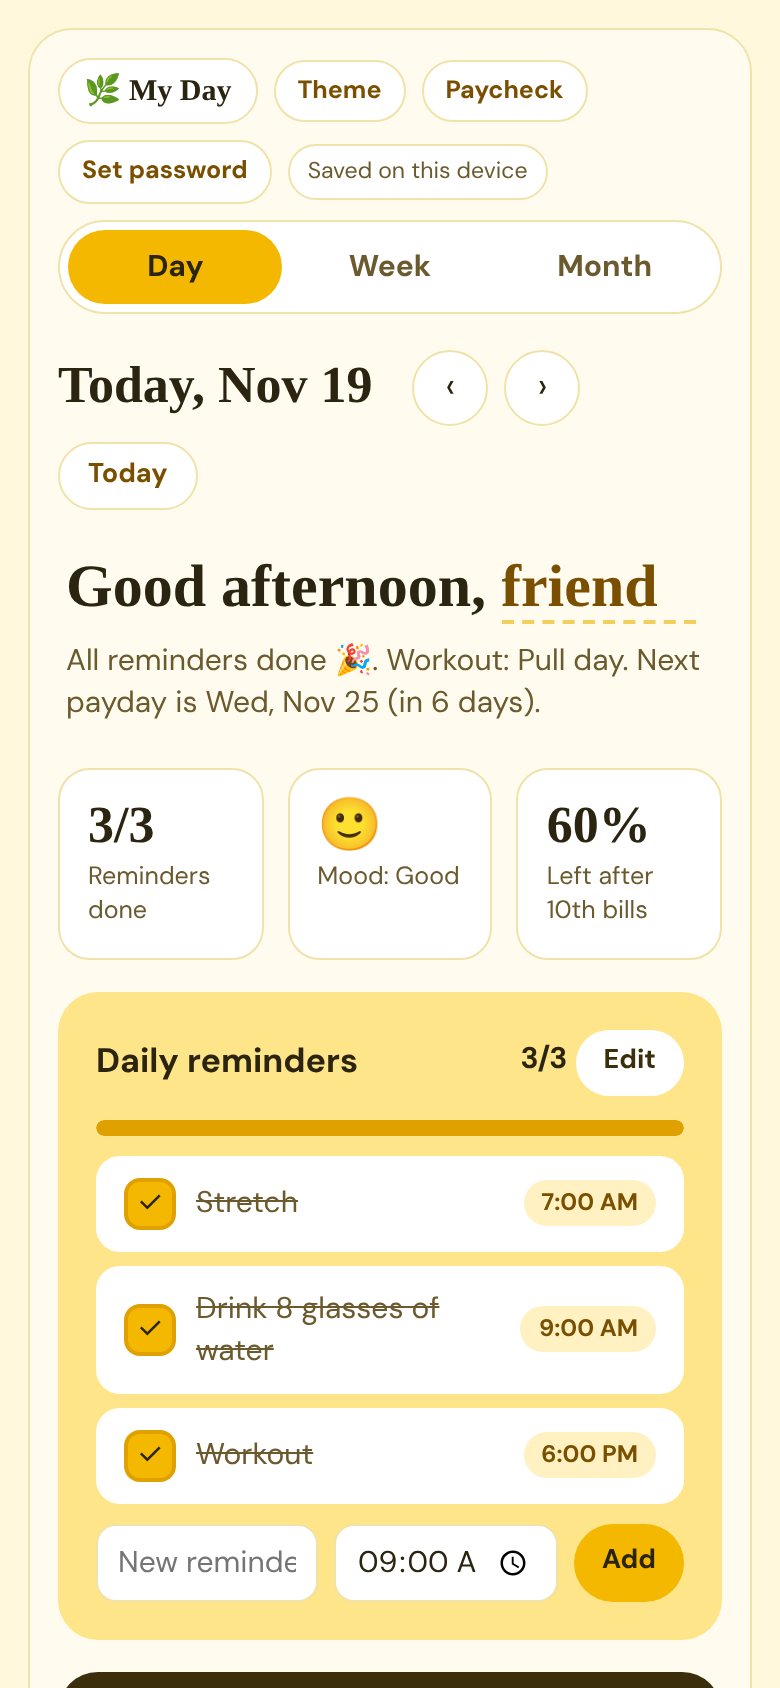 🌿 My Day Theme Paycheck
Set password Saved on this device
Day Week Month
Today, Nov 19 ‹ ›
Today
Good afternoon, friend
All reminders done 🎉. Workout: Pull day. Next
payday is Wed, Nov 25 (in 6 days).
3/3
Reminders
done
🙂
Mood: Good
60%
Left after
10th bills
Daily reminders 3/3 Edit
Stretch 7:00 AM
Drink 8 glasses of
water
9:00 AM
Workout 6:00 PM
New reminde 09:00 A Add